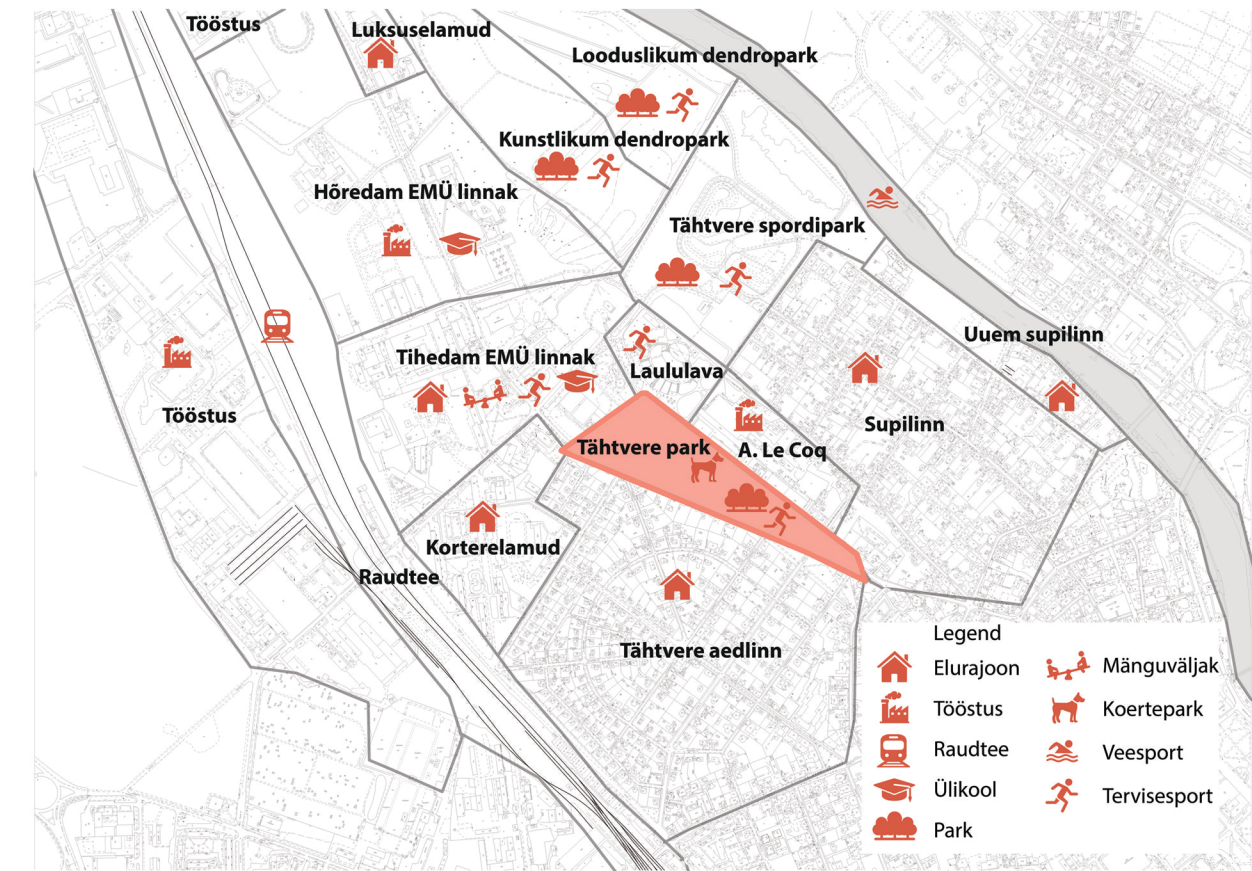 Tööstus
Luksuselamud
Looduslikum dendropark
Kunstlikum dendropark
Hõredam EMÜ linnak
Tähtvere spordipark
Uuem supilinn
Tihedam EMÜ linnak
Laululava
Tööstus
Supilinn
Tähtvere park
A. Le Coq
Korterelamud
Raudtee
Tähtvere aedlinn
Legend
Elurajoon
Tööstus
Raudtee
Ülikool
Park
Mänguväljak
Koertepark
Veesport
Tervisesport